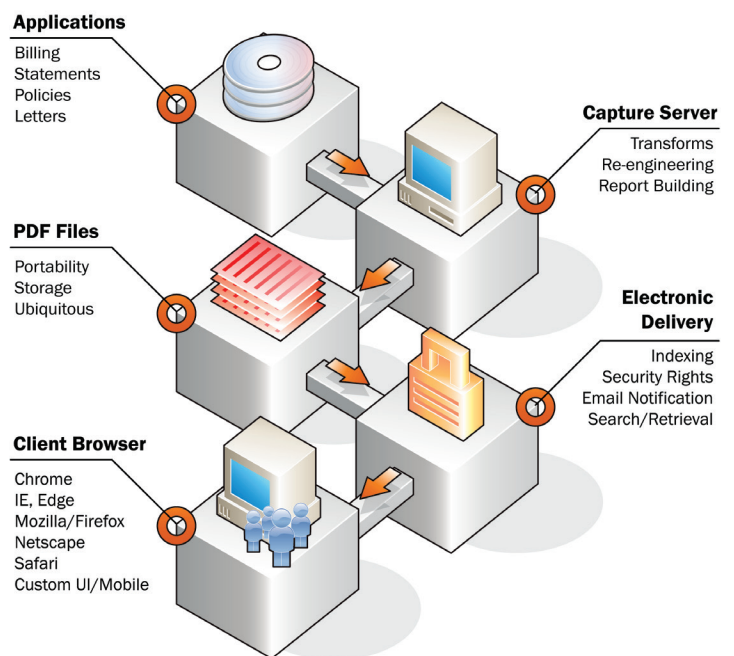 Applications
Billing
Statements
Policies
Letters
Capture Server
Transforms
Re-engineering
Report Building
PDF Files
Portability
Storage
Ubiquitous
Electronic
Delivery
Indexing
Security Rights
Email Notification
Search/Retrieval
Client Browser
Chrome
IE, Edge
Mozilla/Firefox
Netscape
Safari
Custom UI/Mobile